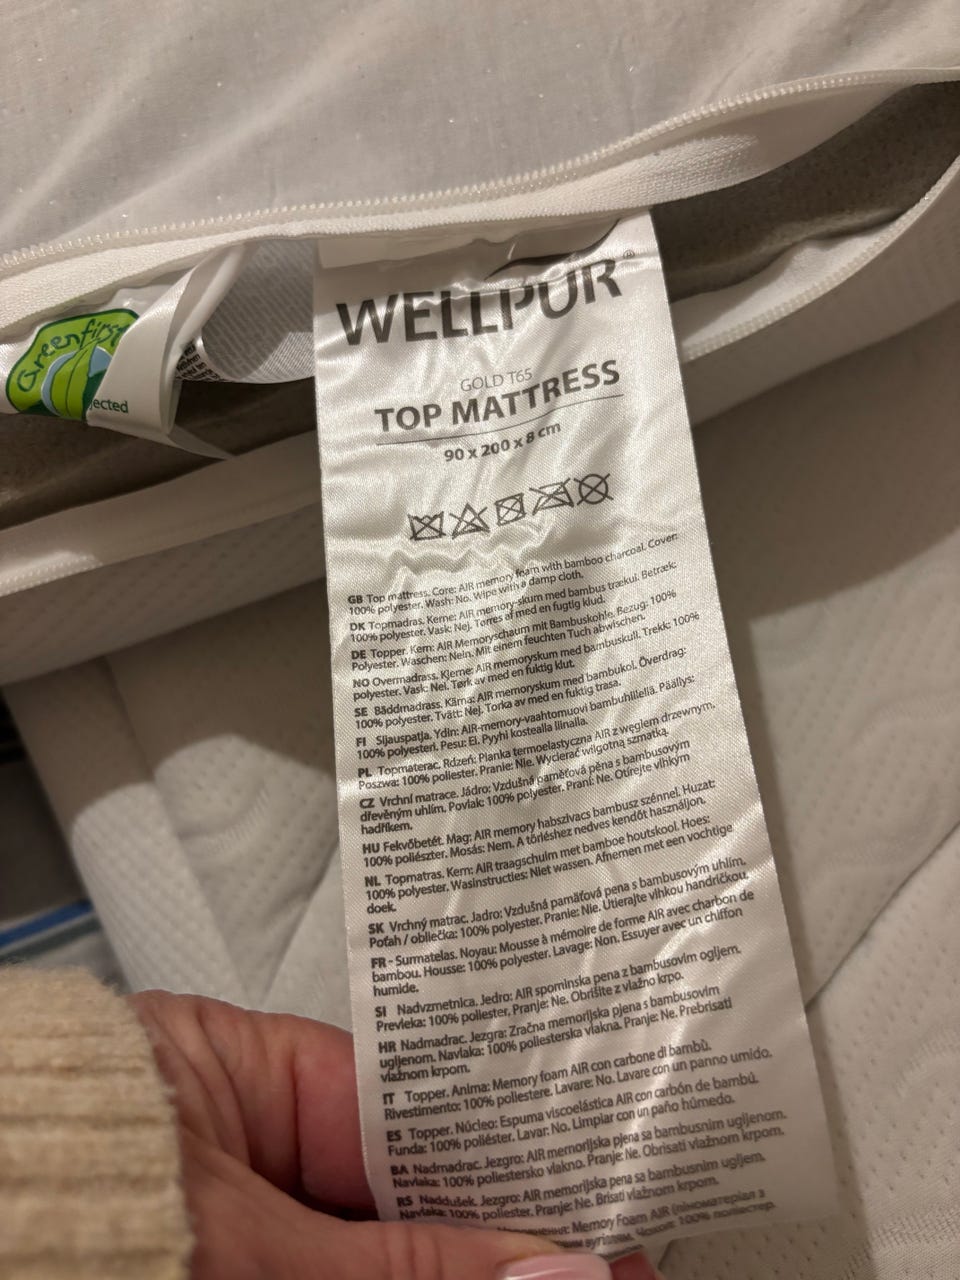 Greenfirst
ected
WELLPUR®
GOLD T65
TOP MATTRESS
90 x 200 x 8 cm
GB Top mattress. Core: AIR memory foam with bamboo charcoal. Cover:
100% polyester. Wash: No. Wipe with a damp cloth.
DK Topmadras. Kerne: AIR memory-skum med bambus trækul. Betræk:
100% polyester. Vask: Nej. Tørres af med en fugtig klud.
DE Topper. Kern: AIR Memoryschaum mit Bambuskohle. Bezug: 100%
Polyester. Waschen: Nein. Mit einem feuchten Tuch abwischen.
NO Overmadrass. Kjerne: AIR memoryskum med bambuskull. Trekk: 100%
polyester. Vask: Nei. Tørk av med en fuktig klut.
SE Bäddmadrass. Kärna: AIR memoryskum med bambukol. Överdrag:
100% polyester. Tvätt: Nej. Torka av med en fuktig trasa.
FI Sijauspatja. Ydin: AIR-memory-vaahtomuovi bambuhiilellä. Päällys:
100% polyesteri. Pesu: Ei. Pyyhi kostealla liinalla.
PL Topmaterac. Rdzeń: Pianka termoelastyczna AIR z węglem drzewnym.
Poszwa: 100% poliester. Pranie: Nie. Wycierać wilgotną szmatką.
CZ Vrchní matrace. Jádro: Vzdušná paměťová pěna s bambusovým
dřevěným uhlím. Povlak: 100% polyester. Praní: Ne. Otírejte vlhkým
hadříkem.
HU Fekvőbetét. Mag: AIR memory habszivacs bambusz szénnel. Huzat:
100% poliészter. Mosás: Nem. A törléshez nedves kendőt használjon.
NL Topmatras. Kern: AIR traagschuim met bamboe houtskool. Hoes:
100% polyester. Wasinstructies: Niet wassen. Afnemen met een vochtige
doek.
SK Vrchný matrac. Jadro: Vzdušná pamäťová pena s bambusovým uhlím.
Poťah / obliečka: 100% polyester. Pranie: Nie. Utierajte vlhkou handričkou.
FR - Surmatelas. Noyau: Mousse à mémoire de forme AIR avec charbon de
bambou. Housse: 100% polyester. Lavage: Non. Essuyer avec un chiffon
humide.
SI Nadvzmetnica. Jedro: AIR spominska pena z bambusovim ogljem.
Prevleka: 100% poliester. Pranje: Ne. Obrišite z vlažno krpo.
HR Nadmadrac. Jezgra: Zračna memorijska pjena s bambusovim
ugljenom. Navlaka: 100% poliesterska vlakna. Pranje: Ne. Prebrisati
vlažnom krpom.
IT Topper. Anima: Memory foam AIR con carbone di bambù.
Rivestimento: 100% poliestere. Lavare: No. Lavare con un panno umido.
ES Topper. Núcleo: Espuma viscoelástica AIR con carbón de bambú.
Funda: 100% poliéster. Lavar: No. Limpiar con un paño húmedo.
BA Nadmadrac. Jezgro: AIR memorijska pjena sa bambusnim ugljenom.
Navlaka: 100% poliestersko vlakno. Pranje: Ne. Obrisati vlažnom krpom.
RS Naddušek. Jezgro: AIR memorijska pena sa bambusnim ugljem.
Navlaka: 100% poliester. Pranje: Ne. Brisati vlažnom krpom.
Memory Foam AIR (піноматеріал з
вугіллям. Чохол: 100% поліестер.